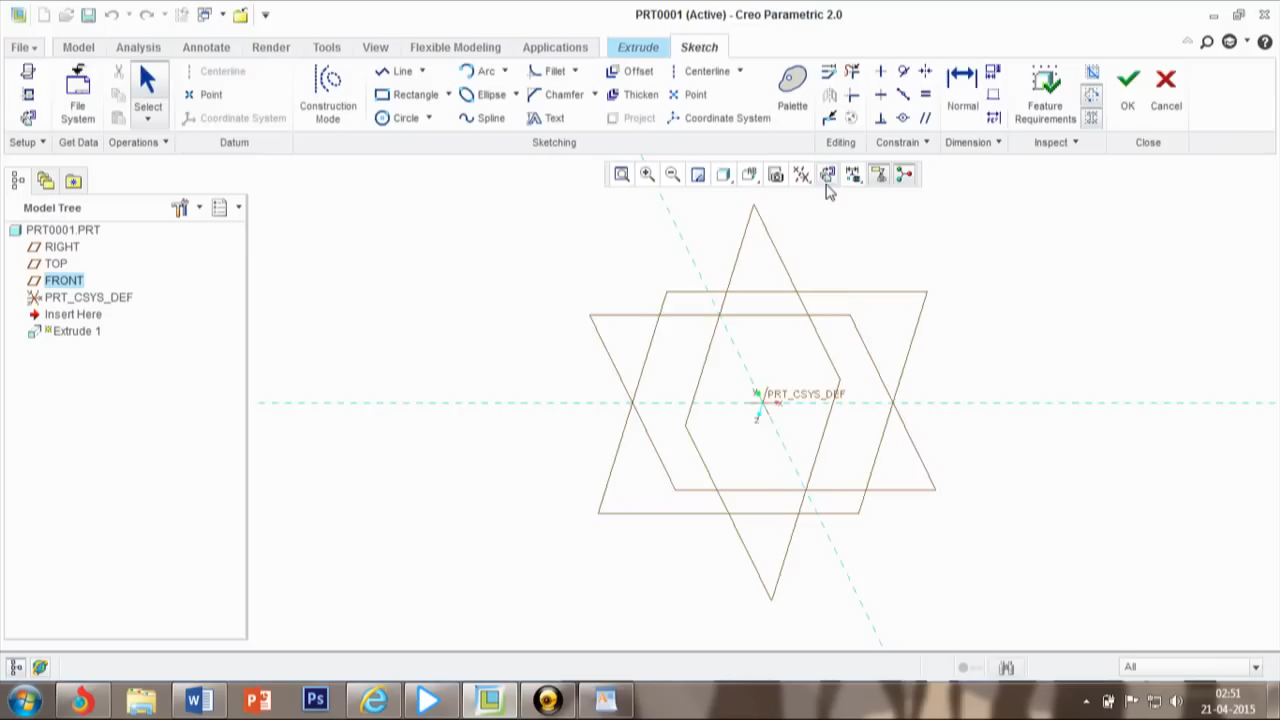 PRT0001 (Active) - Creo Parametric 2.0
File Model Analysis Annotate Render Tools View Flexible Modeling Applications Extrude Sketch
Centerline Line Arc Fillet Offset Centerline
File System Select Point Construction Mode Rectangle Ellipse Chamfer Thicken Point Palette Normal Feature Requirements OK Cancel
Coordinate System Circle Spline Text Project Coordinate System
Setup Get Data Operations Datum Sketching Editing Constrain Dimension Inspect Close
Model Tree
PRT0001.PRT
RIGHT
TOP
FRONT
PRT_CSYS_DEF
Insert Here
Extrude 1
PRT_CSYS_DEF
Z
All
02:51
21-04-2015